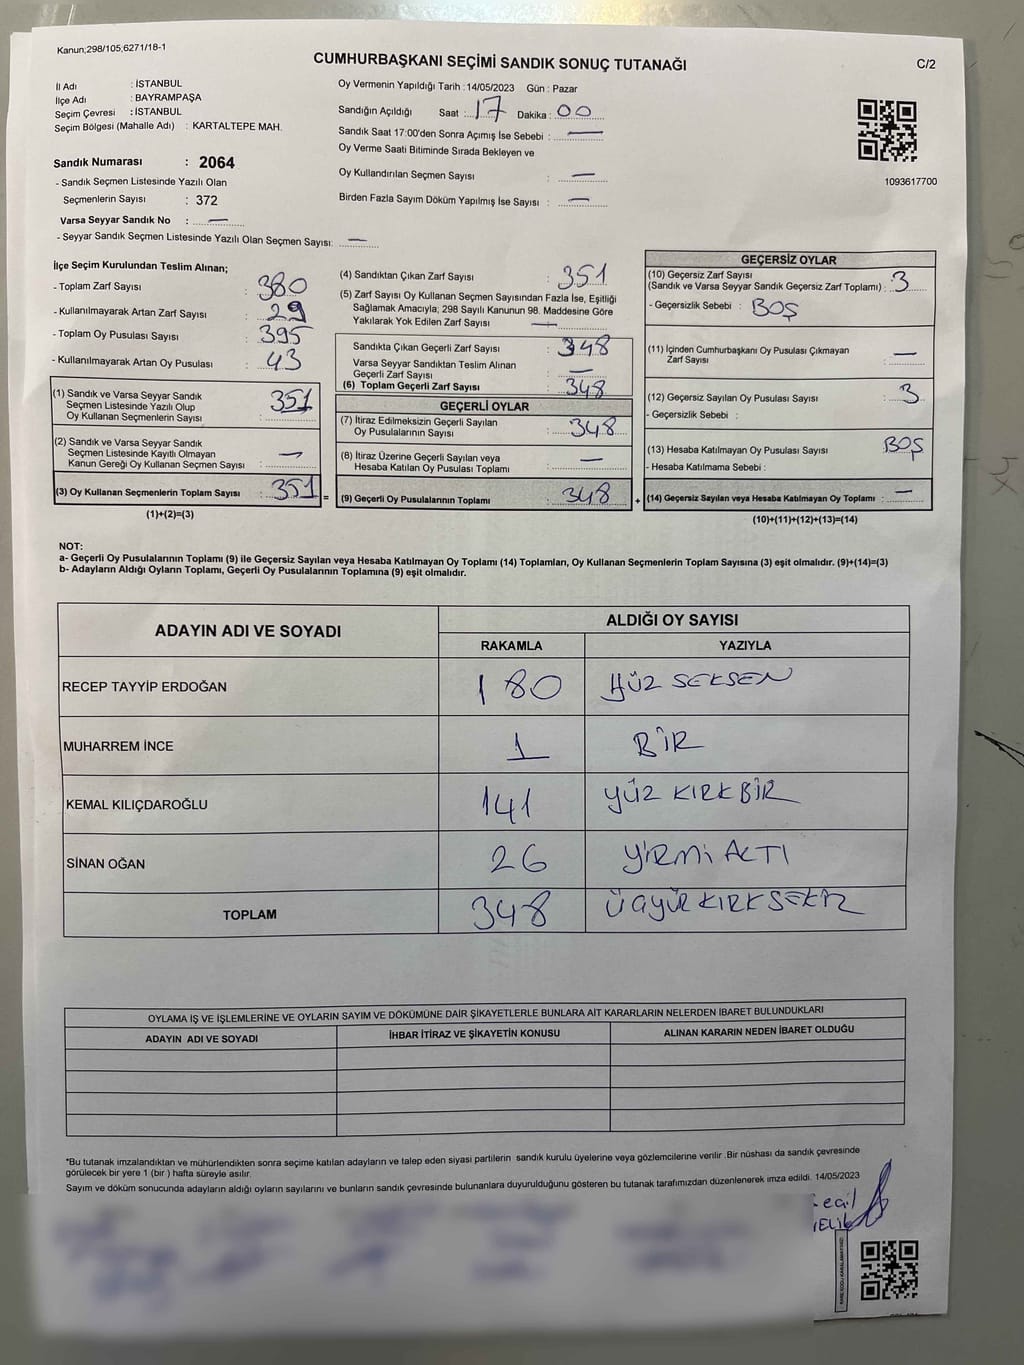 Kanun;298/105;6271/18-1
CUMHURBAŞKANI SEÇİMİ SANDIK SONUÇ TUTANAĞI
C/2
İl Adı : İSTANBUL
İlçe Adı : BAYRAMPAŞA
Seçim Çevresi : İSTANBUL
Seçim Bölgesi (Mahalle Adı) : KARTALTEPE MAH.
Sandık Numarası : 2064
- Sandık Seçmen Listesinde Yazılı Olan
Seçmenlerin Sayısı : 372
Varsa Seyyar Sandık No : —
- Seyyar Sandık Seçmen Listesinde Yazılı Olan Seçmen Sayısı: —
Oy Vermenin Yapıldığı Tarih : 14/05/2023 Gün : Pazar
Sandığın Açıldığı Saat : 17 Dakika : 00
Sandık Saat 17:00'den Sonra Açımış İse Sebebi : —
Oy Verme Saati Bitiminde Sırada Bekleyen ve
Oy Kullandırılan Seçmen Sayısı : —
Birden Fazla Sayım Döküm Yapılmış İse Sayısı : —
1093617700
İlçe Seçim Kurulundan Teslim Alınan;
- Toplam Zarf Sayısı : 380
- Kullanılmayarak Artan Zarf Sayısı : 29
- Toplam Oy Pusulası Sayısı : 395
- Kullanılmayarak Artan Oy Pusulası : 43
(1) Sandık ve Varsa Seyyar Sandık
Seçmen Listesinde Yazılı Olup
Oy Kullanan Seçmenlerin Sayısı : 351
(2) Sandık ve Varsa Seyyar Sandık
Seçmen Listesinde Kayıtlı Olmayan
Kanun Gereği Oy Kullanan Seçmen Sayısı : —
(3) Oy Kullanan Seçmenlerin Toplam Sayısı : 351 =
(1)+(2)=(3)
(4) Sandıktan Çıkan Zarf Sayısı : 351
(5) Zarf Sayısı Oy Kullanan Seçmen Sayısından Fazla İse, Eşitliği
Sağlamak Amacıyla, 298 Sayılı Kanunun 98. Maddesine Göre
Yakılarak Yok Edilen Zarf Sayısı : —
Sandıkta Çıkan Geçerli Zarf Sayısı : 348
Varsa Seyyar Sandıktan Teslim Alınan
Geçerli Zarf Sayısı : —
(6) Toplam Geçerli Zarf Sayısı : 348
GEÇERLİ OYLAR
(7) İtiraz Edilmeksizin Geçerli Sayılan
Oy Pusulalarının Sayısı : 348
(8) İtiraz Üzerine Geçerli Sayılan veya
Hesaba Katılan Oy Pusulası Toplamı : —
(9) Geçerli Oy Pusulalarının Toplamı : 348 +
GEÇERSİZ OYLAR
(10) Geçersiz Zarf Sayısı
(Sandık ve Varsa Seyyar Sandık Geçersiz Zarf Toplamı) : 3
- Geçersizlik Sebebi : BOŞ
(11) İçinden Cumhurbaşkanı Oy Pusulası Çıkmayan
Zarf Sayısı : —
(12) Geçersiz Sayılan Oy Pusulası Sayısı : 3
- Geçersizlik Sebebi :
(13) Hesaba Katılmayan Oy Pusulası Sayısı BOŞ
- Hesaba Katılmama Sebebi :
(14) Geçersiz Sayılan veya Hesaba Katılmayan Oy Toplamı : —
(10)+(11)+(12)+(13)=(14)
NOT:
a- Geçerli Oy Pusulalarının Toplamı (9) ile Geçersiz Sayılan veya Hesaba Katılmayan Oy Toplamı (14) Toplamları, Oy Kullanan Seçmenlerin Toplam Sayısına (3) eşit olmalıdır. (9)+(14)=(3)
b- Adayların Aldığı Oyların Toplamı, Geçerli Oy Pusulalarının Toplamına (9) eşit olmalıdır.
ADAYIN ADI VE SOYADI
ALDIĞI OY SAYISI
RAKAMLA YAZIYLA
RECEP TAYYİP ERDOĞAN 180 YÜZ SEKSEN
MUHARREM İNCE 1 BİR
KEMAL KILIÇDAROĞLU 141 YÜZ KIRK BİR
SİNAN OĞAN 26 YİRMİ ALTI
TOPLAM 348 ÜÇYÜZ KIRK SEKİZ
OYLAMA İŞ VE İŞLEMLERİNE VE OYLARIN SAYIM VE DÖKÜMÜNE DAİR ŞİKAYETLERLE BUNLARA AİT KARARLARIN NELERDEN İBARET BULUNDUKLARI
ADAYIN ADI VE SOYADI İHBAR İTİRAZ VE ŞİKAYETİN KONUSU ALINAN KARARIN NEDEN İBARET OLDUĞU
*Bu tutanak imzalandıktan ve mühürlendikten sonra seçime katılan adayların ve talep eden siyasi partilerin sandık kurulu üyelerine veya gözlemcilerine verilir .Bir nüshası da sandık çevresinde
görülecek bir yere 1 (bir ) hafta süreyle asılır.
Sayım ve döküm sonucunda adayların aldığı oyların sayılarını ve bunların sandık çevresinde bulunanlara duyurulduğunu gösteren bu tutanak tarafımızdan düzenlenerek imza edildi. 14/05/2023